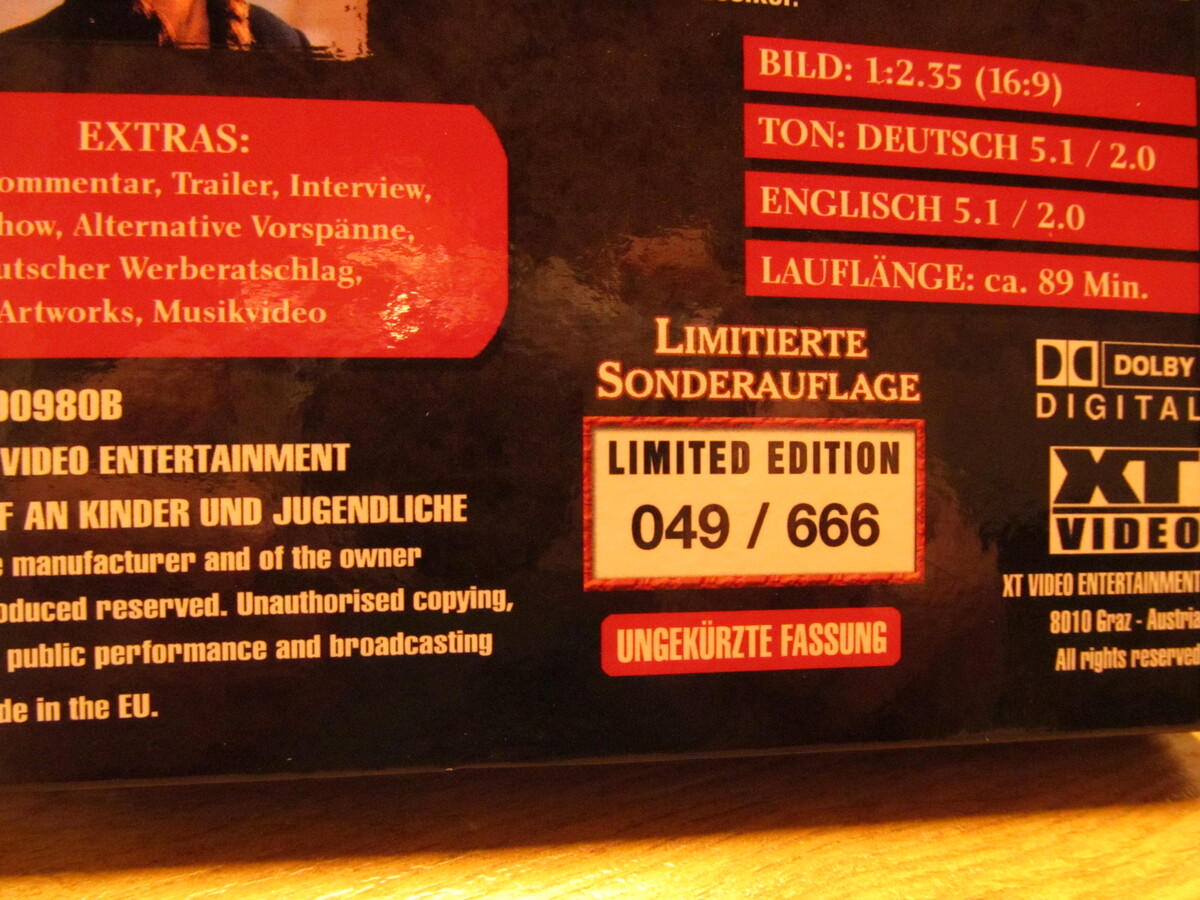 BILD: 1:2.35 (16:9)
TON: DEUTSCH 5.1 / 2.0
ENGLISCH 5.1 / 2.0
LAUFLÄNGE: ca. 89 Min.
EXTRAS:
ommentar, Trailer, Interview,
how, Alternative Vorspänne,
utscher Werberatschlag,
Artworks, Musikvideo
00980B
VIDEO ENTERTAINMENT
F AN KINDER UND JUGENDLICHE
e manufacturer and of the owner
oduced reserved. Unauthorised copying,
public performance and broadcasting
de in the EU.
LIMITIERTE
SONDERAUFLAGE
LIMITED EDITION
049 / 666
UNGEKÜRZTE FASSUNG
DOLBY
DIGITAL
XT
VIDEO
XT VIDEO ENTERTAINMENT
8010 Graz - Austria
All rights reserved